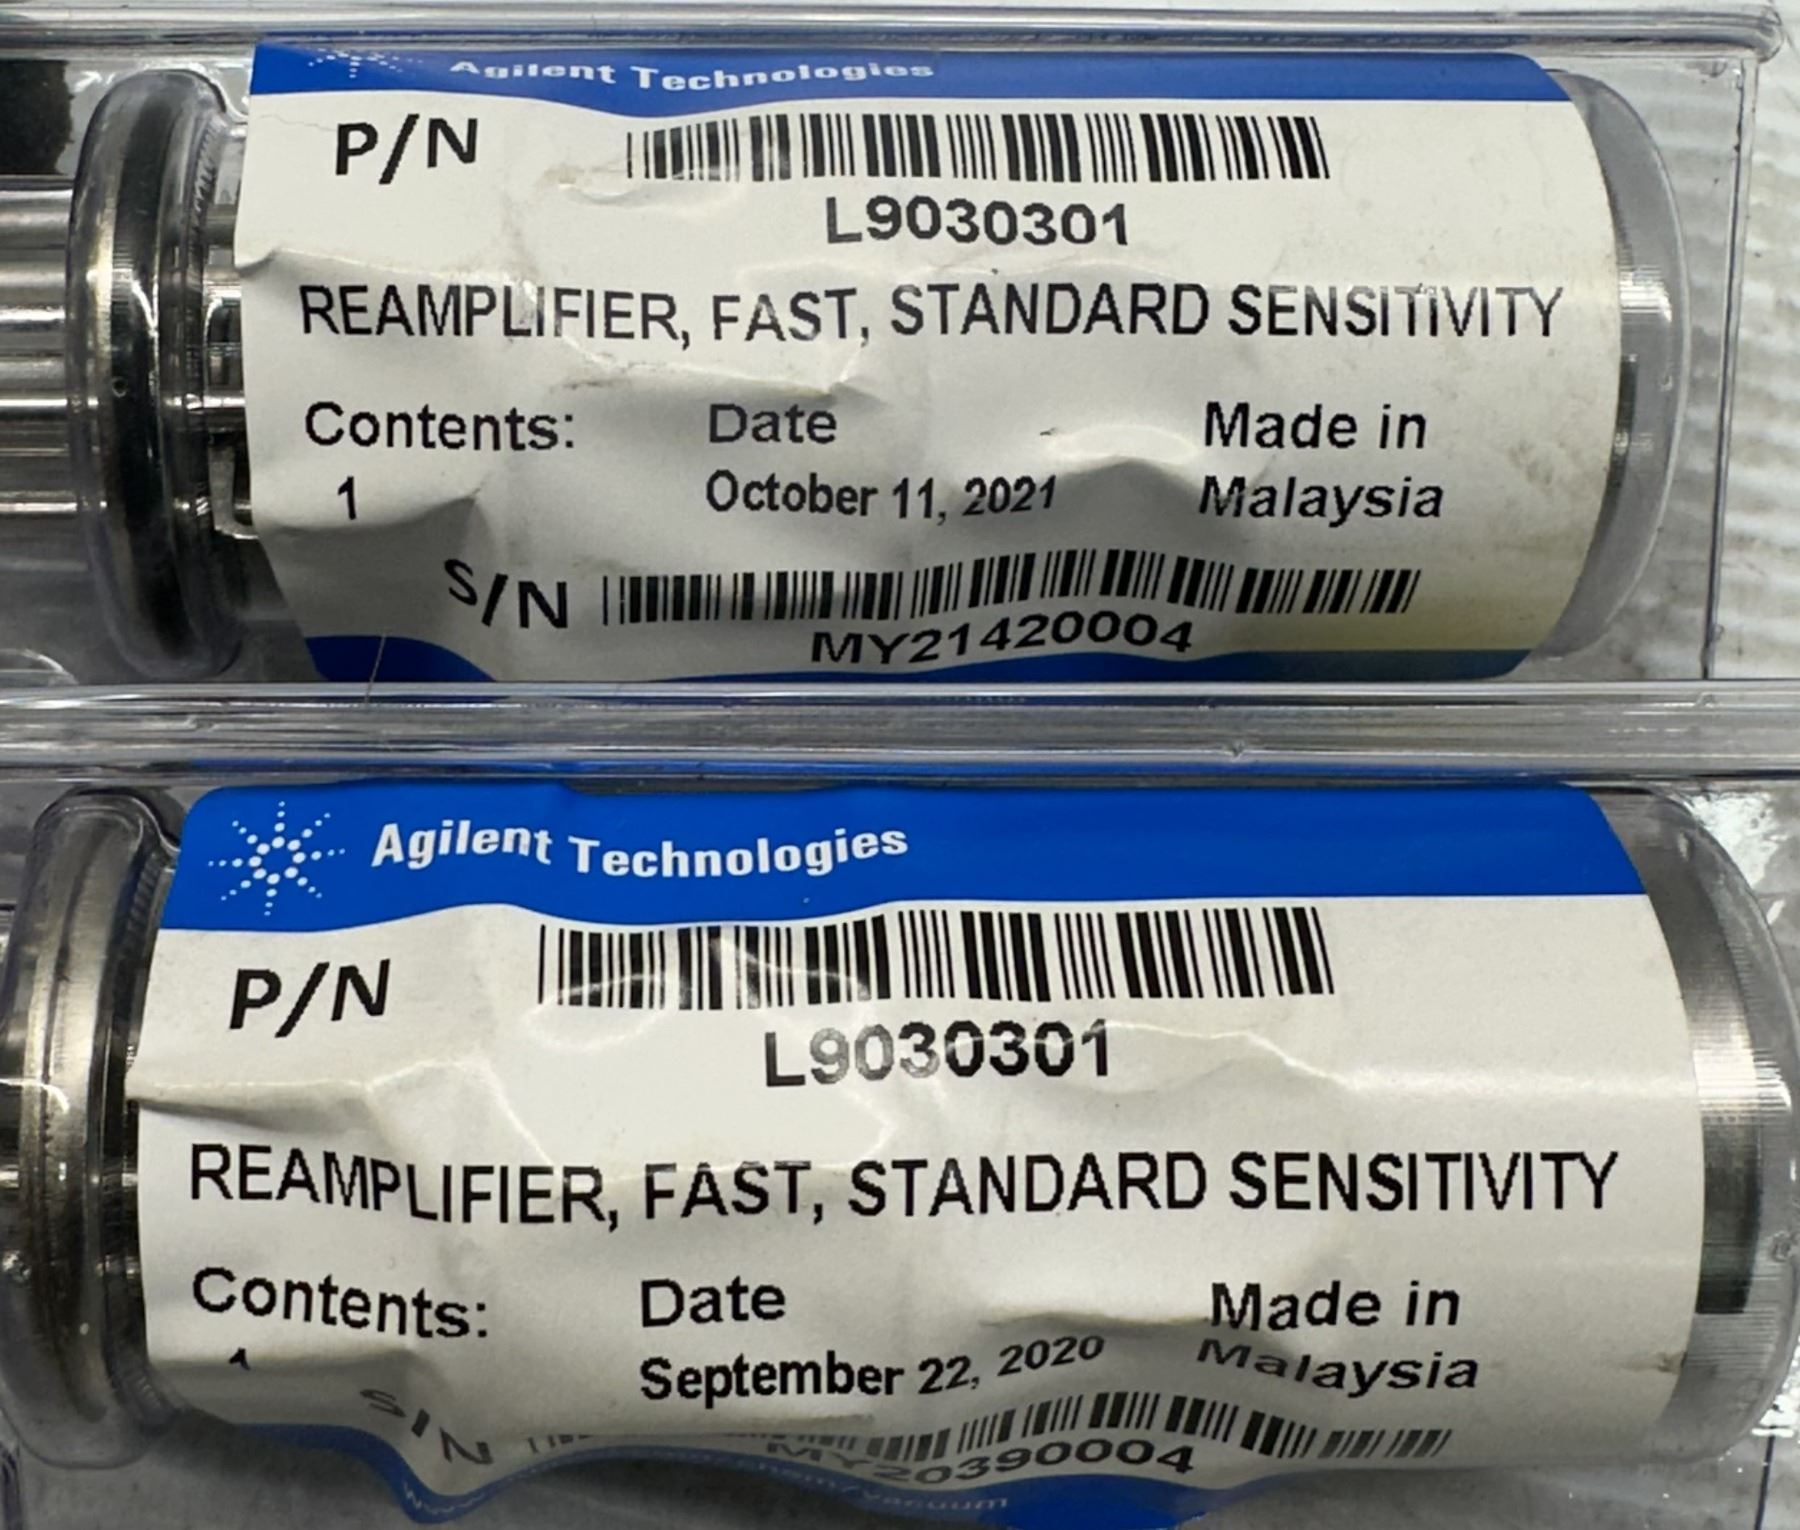 Agilent Technologies
P/N
L9030301
REAMPLIFIER, FAST, STANDARD SENSITIVITY
Contents: Date Made in
1 October 11, 2021 Malaysia
S/N
MY21420004
Agilent Technologies
P/N
L9030301
REAMPLIFIER, FAST, STANDARD SENSITIVITY
Contents: Date Made in
1 September 22, 2020 Malaysia
S/N
MY20390004